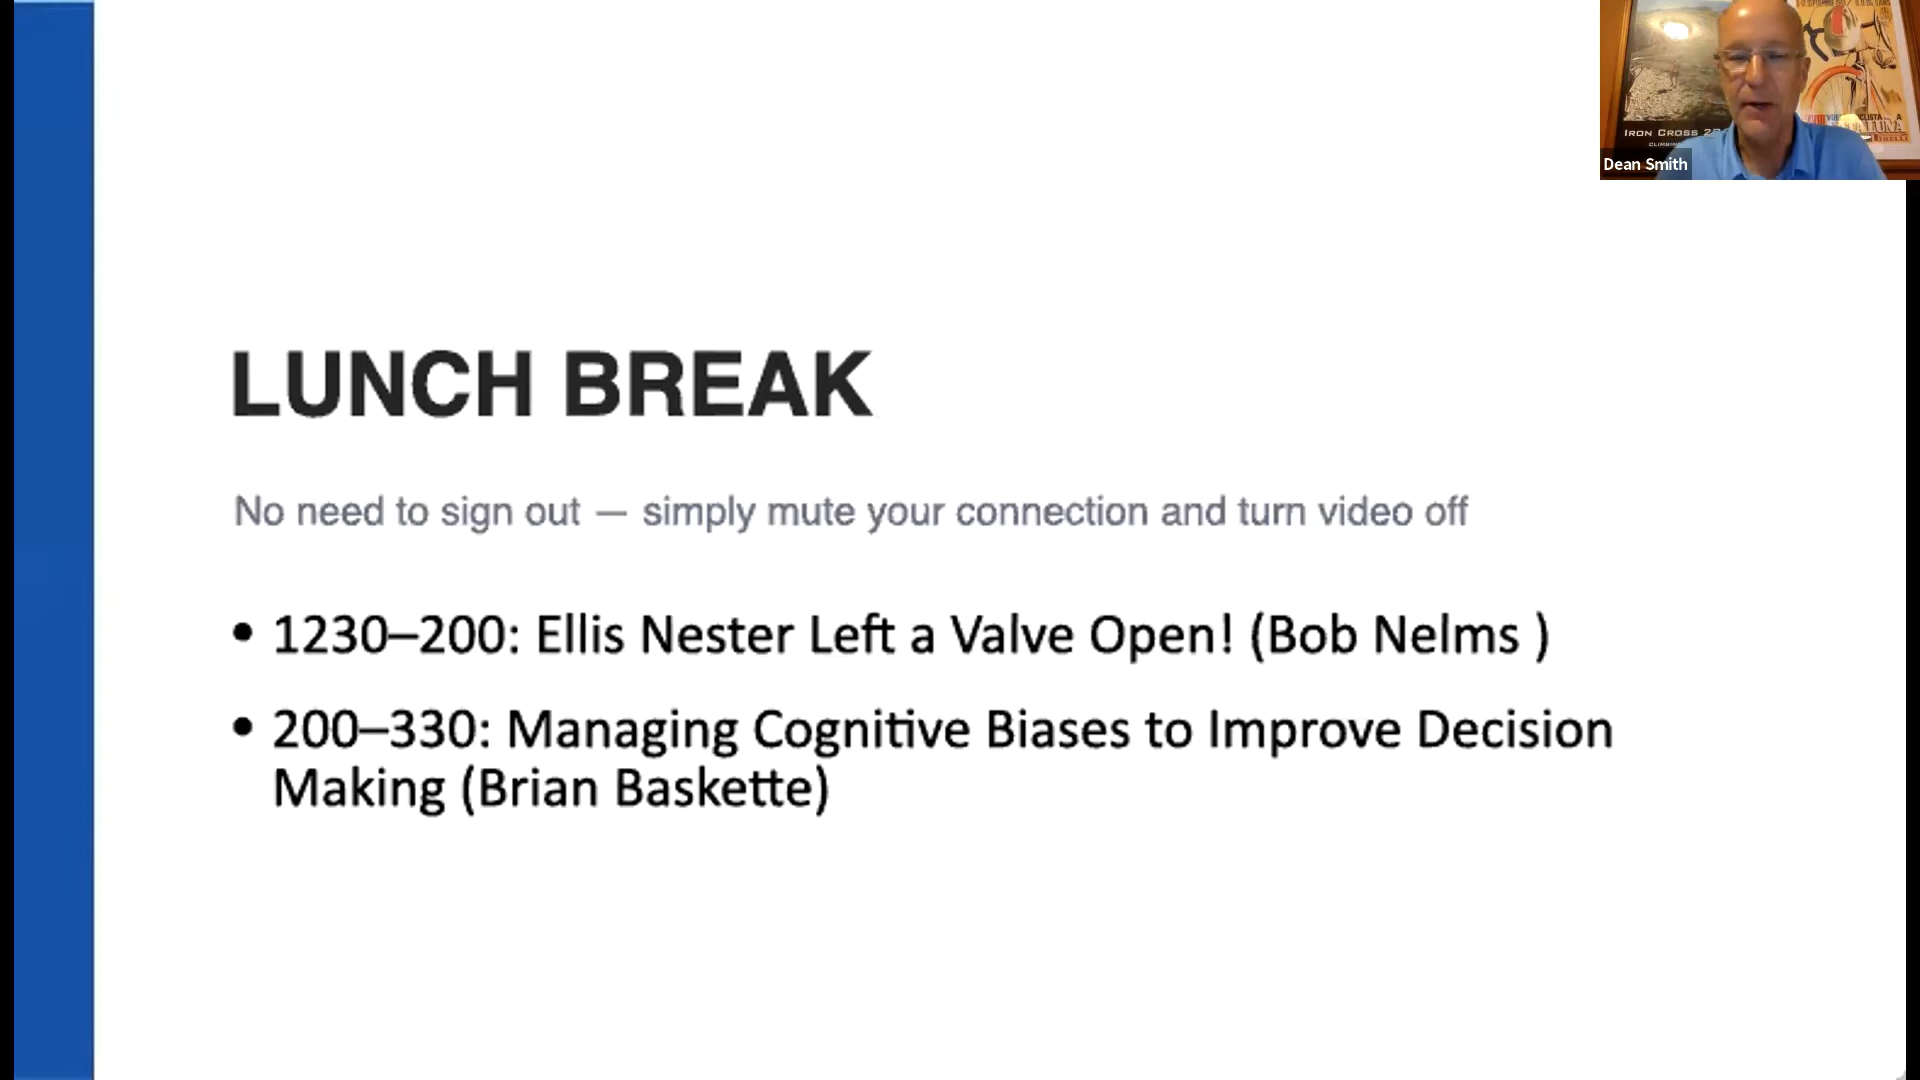 LUNCH BREAK
No need to sign out — simply mute your connection and turn video off
• 1230–200: Ellis Nester Left a Valve Open! (Bob Nelms )
• 200–330: Managing Cognitive Biases to Improve Decision
Making (Brian Baskette)
IRON CROSS
Dean Smith